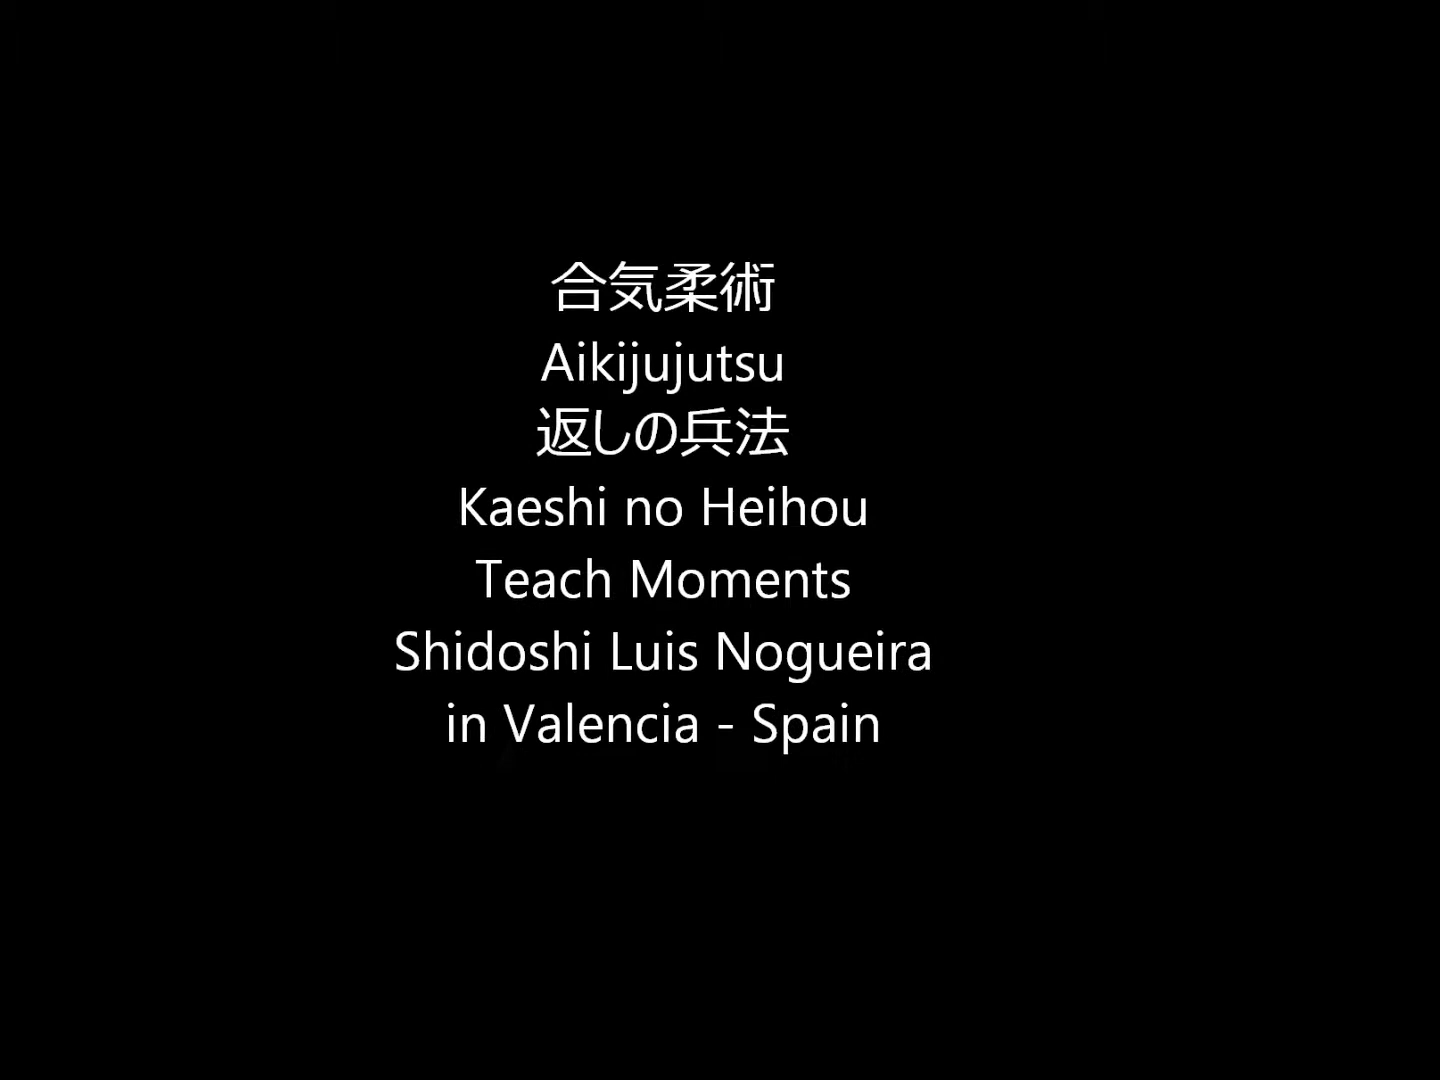 合気柔術
Aikijujutsu
返しの兵法
Kaeshi no Heihou
Teach Moments
Shidoshi Luis Nogueira
in Valencia - Spain